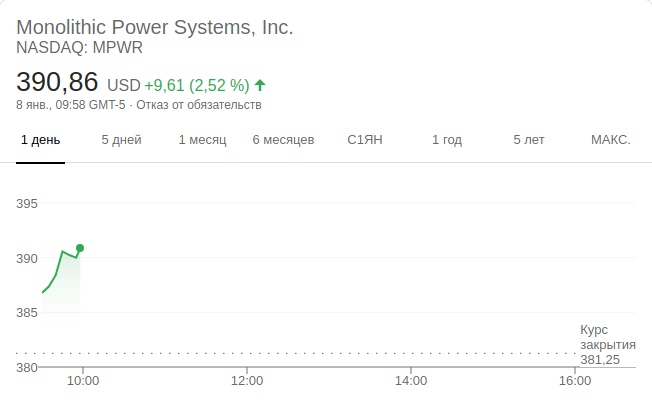 Monolithic Power Systems, Inc.
NASDAQ: MPWR
390,86 USD +9,61 (2,52 %)
8 янв., 09:58 GMT-5 · Отказ от обязательств
1 день 5 дней 1 месяц 6 месяцев С1ЯН 1 год 5 лет МАКС.
395
390
385
Курс
закрытия
381,25
380
10:00 12:00 14:00 16:00